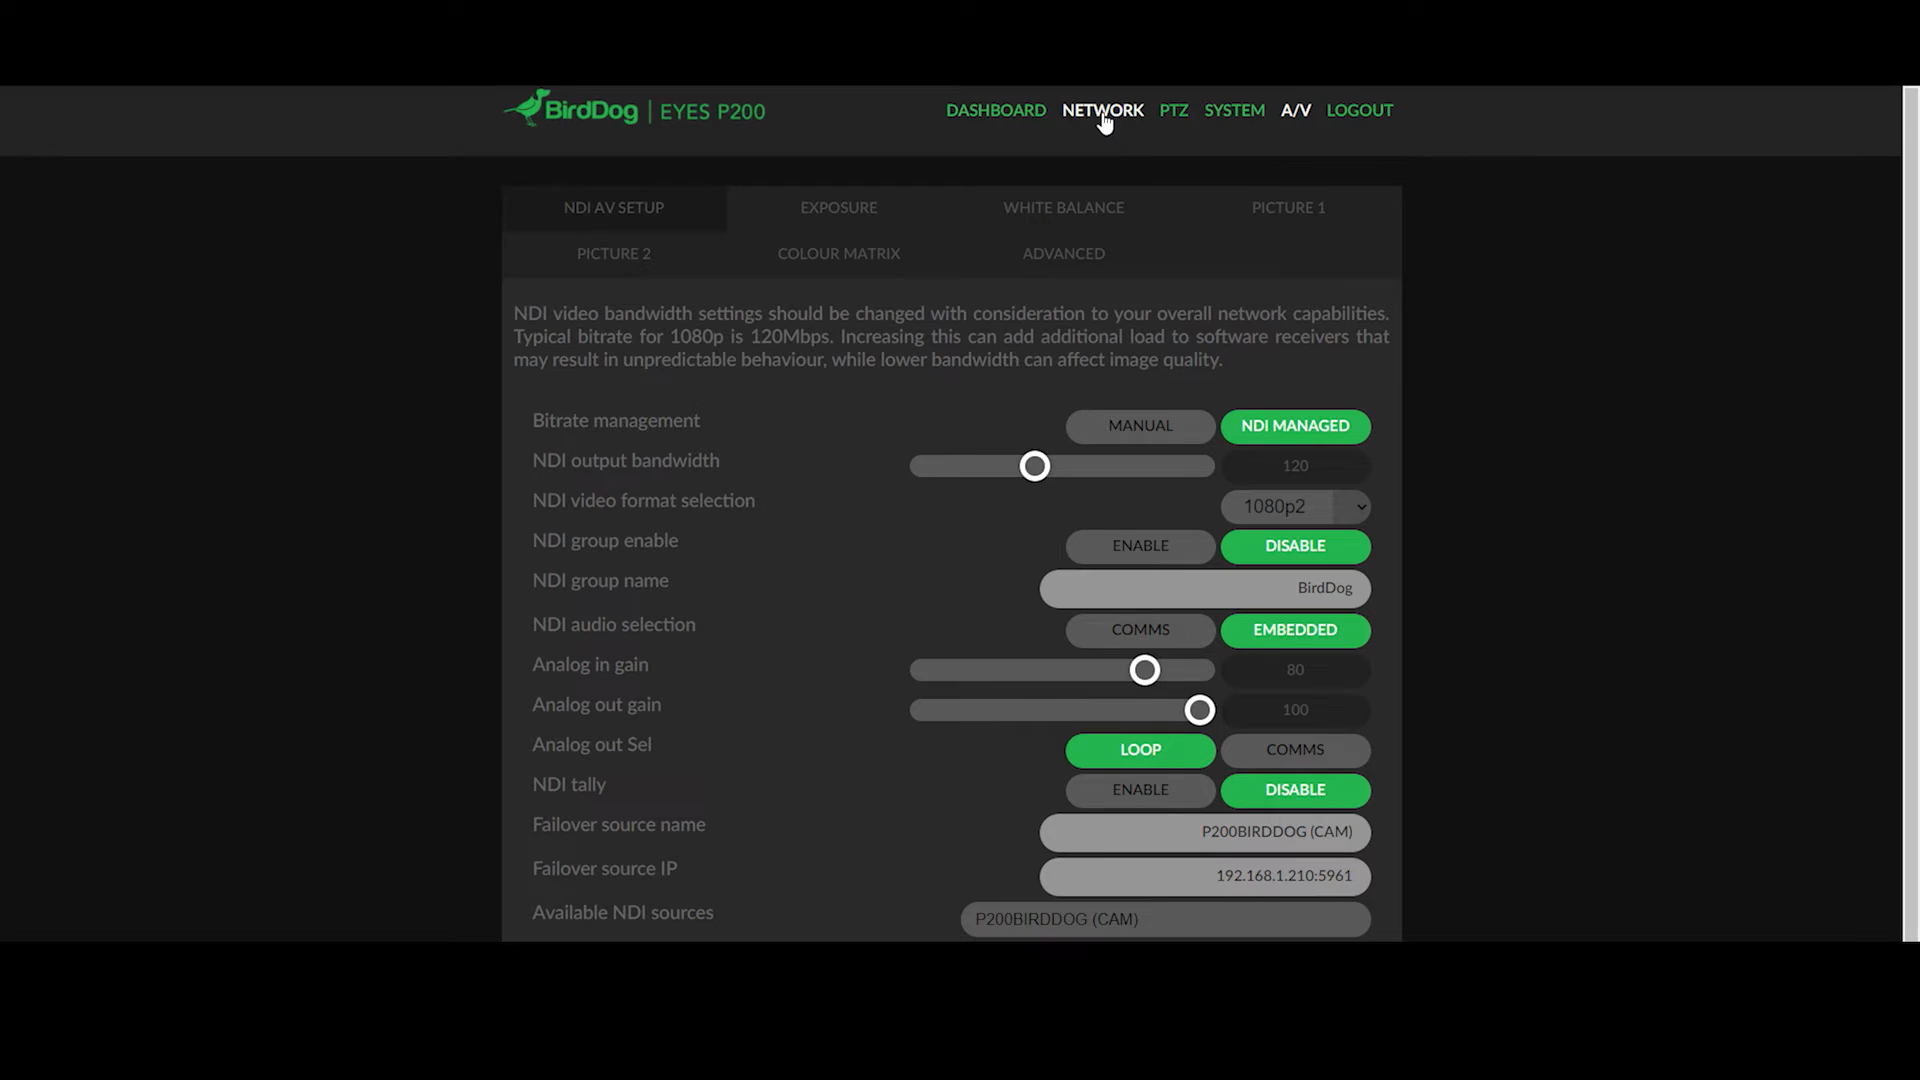 BirdDog | EYES P200
DASHBOARD NETWORK PTZ SYSTEM A/V LOGOUT
NDI AV SETUP EXPOSURE WHITE BALANCE PICTURE 1
PICTURE 2 COLOUR MATRIX ADVANCED
NDI video bandwidth settings should be changed with consideration to your overall network capabilities.
Typical bitrate for 1080p is 120Mbps. Increasing this can add additional load to software receivers that
may result in unpredictable behaviour, while lower bandwidth can affect image quality.
Bitrate management MANUAL NDI MANAGED
NDI output bandwidth 120
NDI video format selection 1080p2
NDI group enable ENABLE DISABLE
NDI group name BirdDog
NDI audio selection COMMS EMBEDDED
Analog in gain 80
Analog out gain 100
Analog out Sel LOOP COMMS
NDI tally ENABLE DISABLE
Failover source name P200BIRDDOG (CAM)
Failover source IP 192.168.1.210:5961
Available NDI sources P200BIRDDOG (CAM)